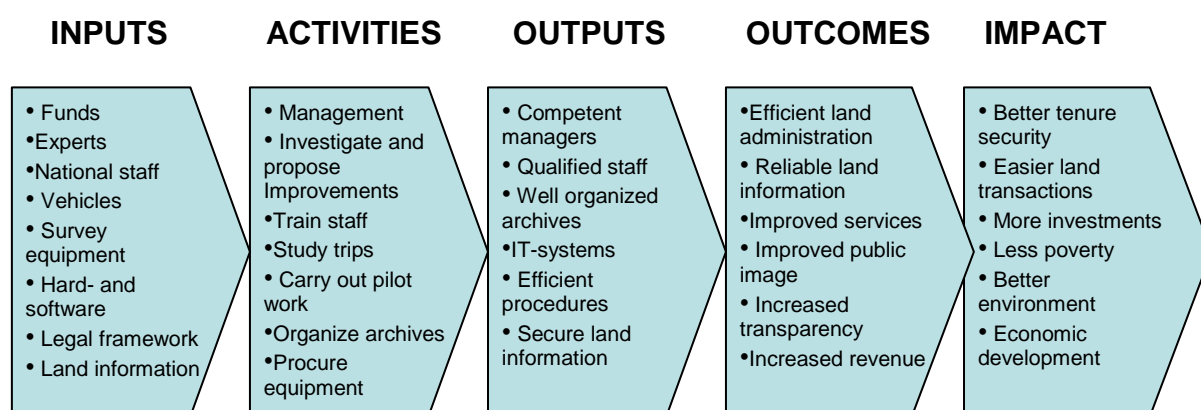 INPUTS
ACTIVITIES
OUTPUTS
OUTCOMES
IMPACT
• Funds
•Experts
•National staff
• Vehicles
• Survey
equipment
• Hard- and
software
• Legal framework
• Land information
• Management
• Investigate and
propose
Improvements
•Train staff
•Study trips
• Carry out pilot
work
•Organize archives
•Procure
equipment
• Competent
managers
• Qualified staff
• Well organized
archives
•IT-systems
• Efficient
procedures
• Secure land
information
•Efficient land
administration
• Reliable land
information
•Improved services
• Improved public
image
• Increased
transparency
•Increased revenue
• Better tenure
security
• Easier land
transactions
• More investments
• Less poverty
• Better
environment
• Economic
development